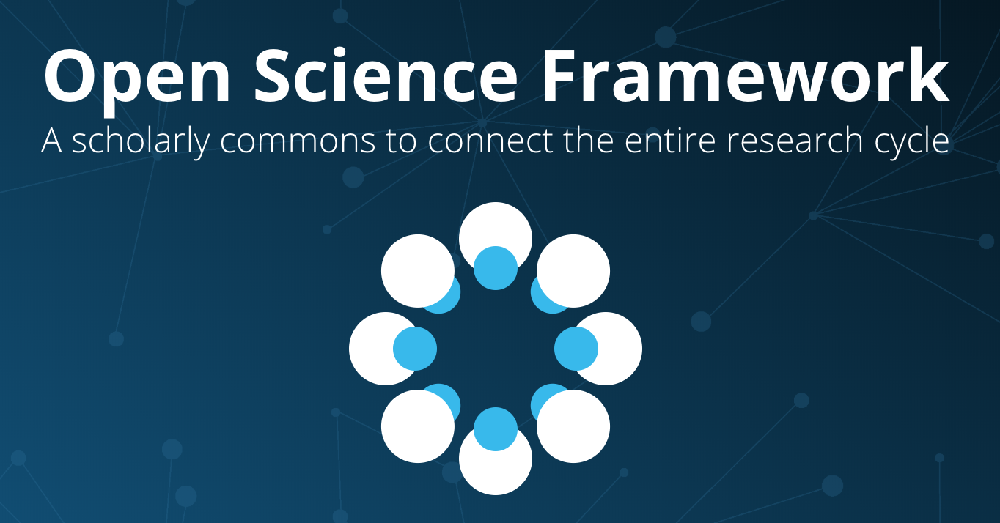 Open Science Framework
A scholarly commons to connect the entire research cycle